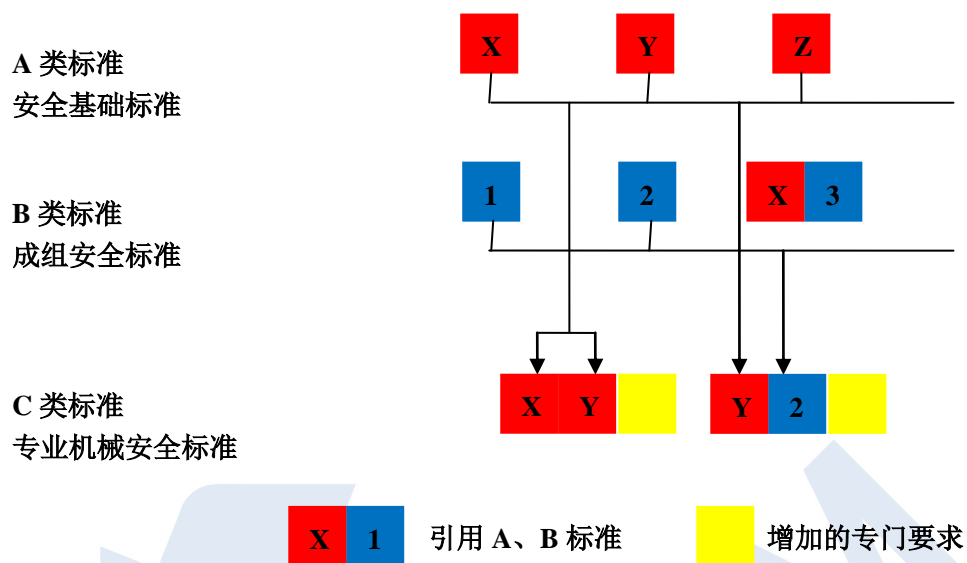 X Y Z
A 类标准
安全基础标准
1 2 X 3
B 类标准
成组安全标准
X Y Y 2
C 类标准
专业机械安全标准
X 1 引用 A、B 标准 增加的专门要求